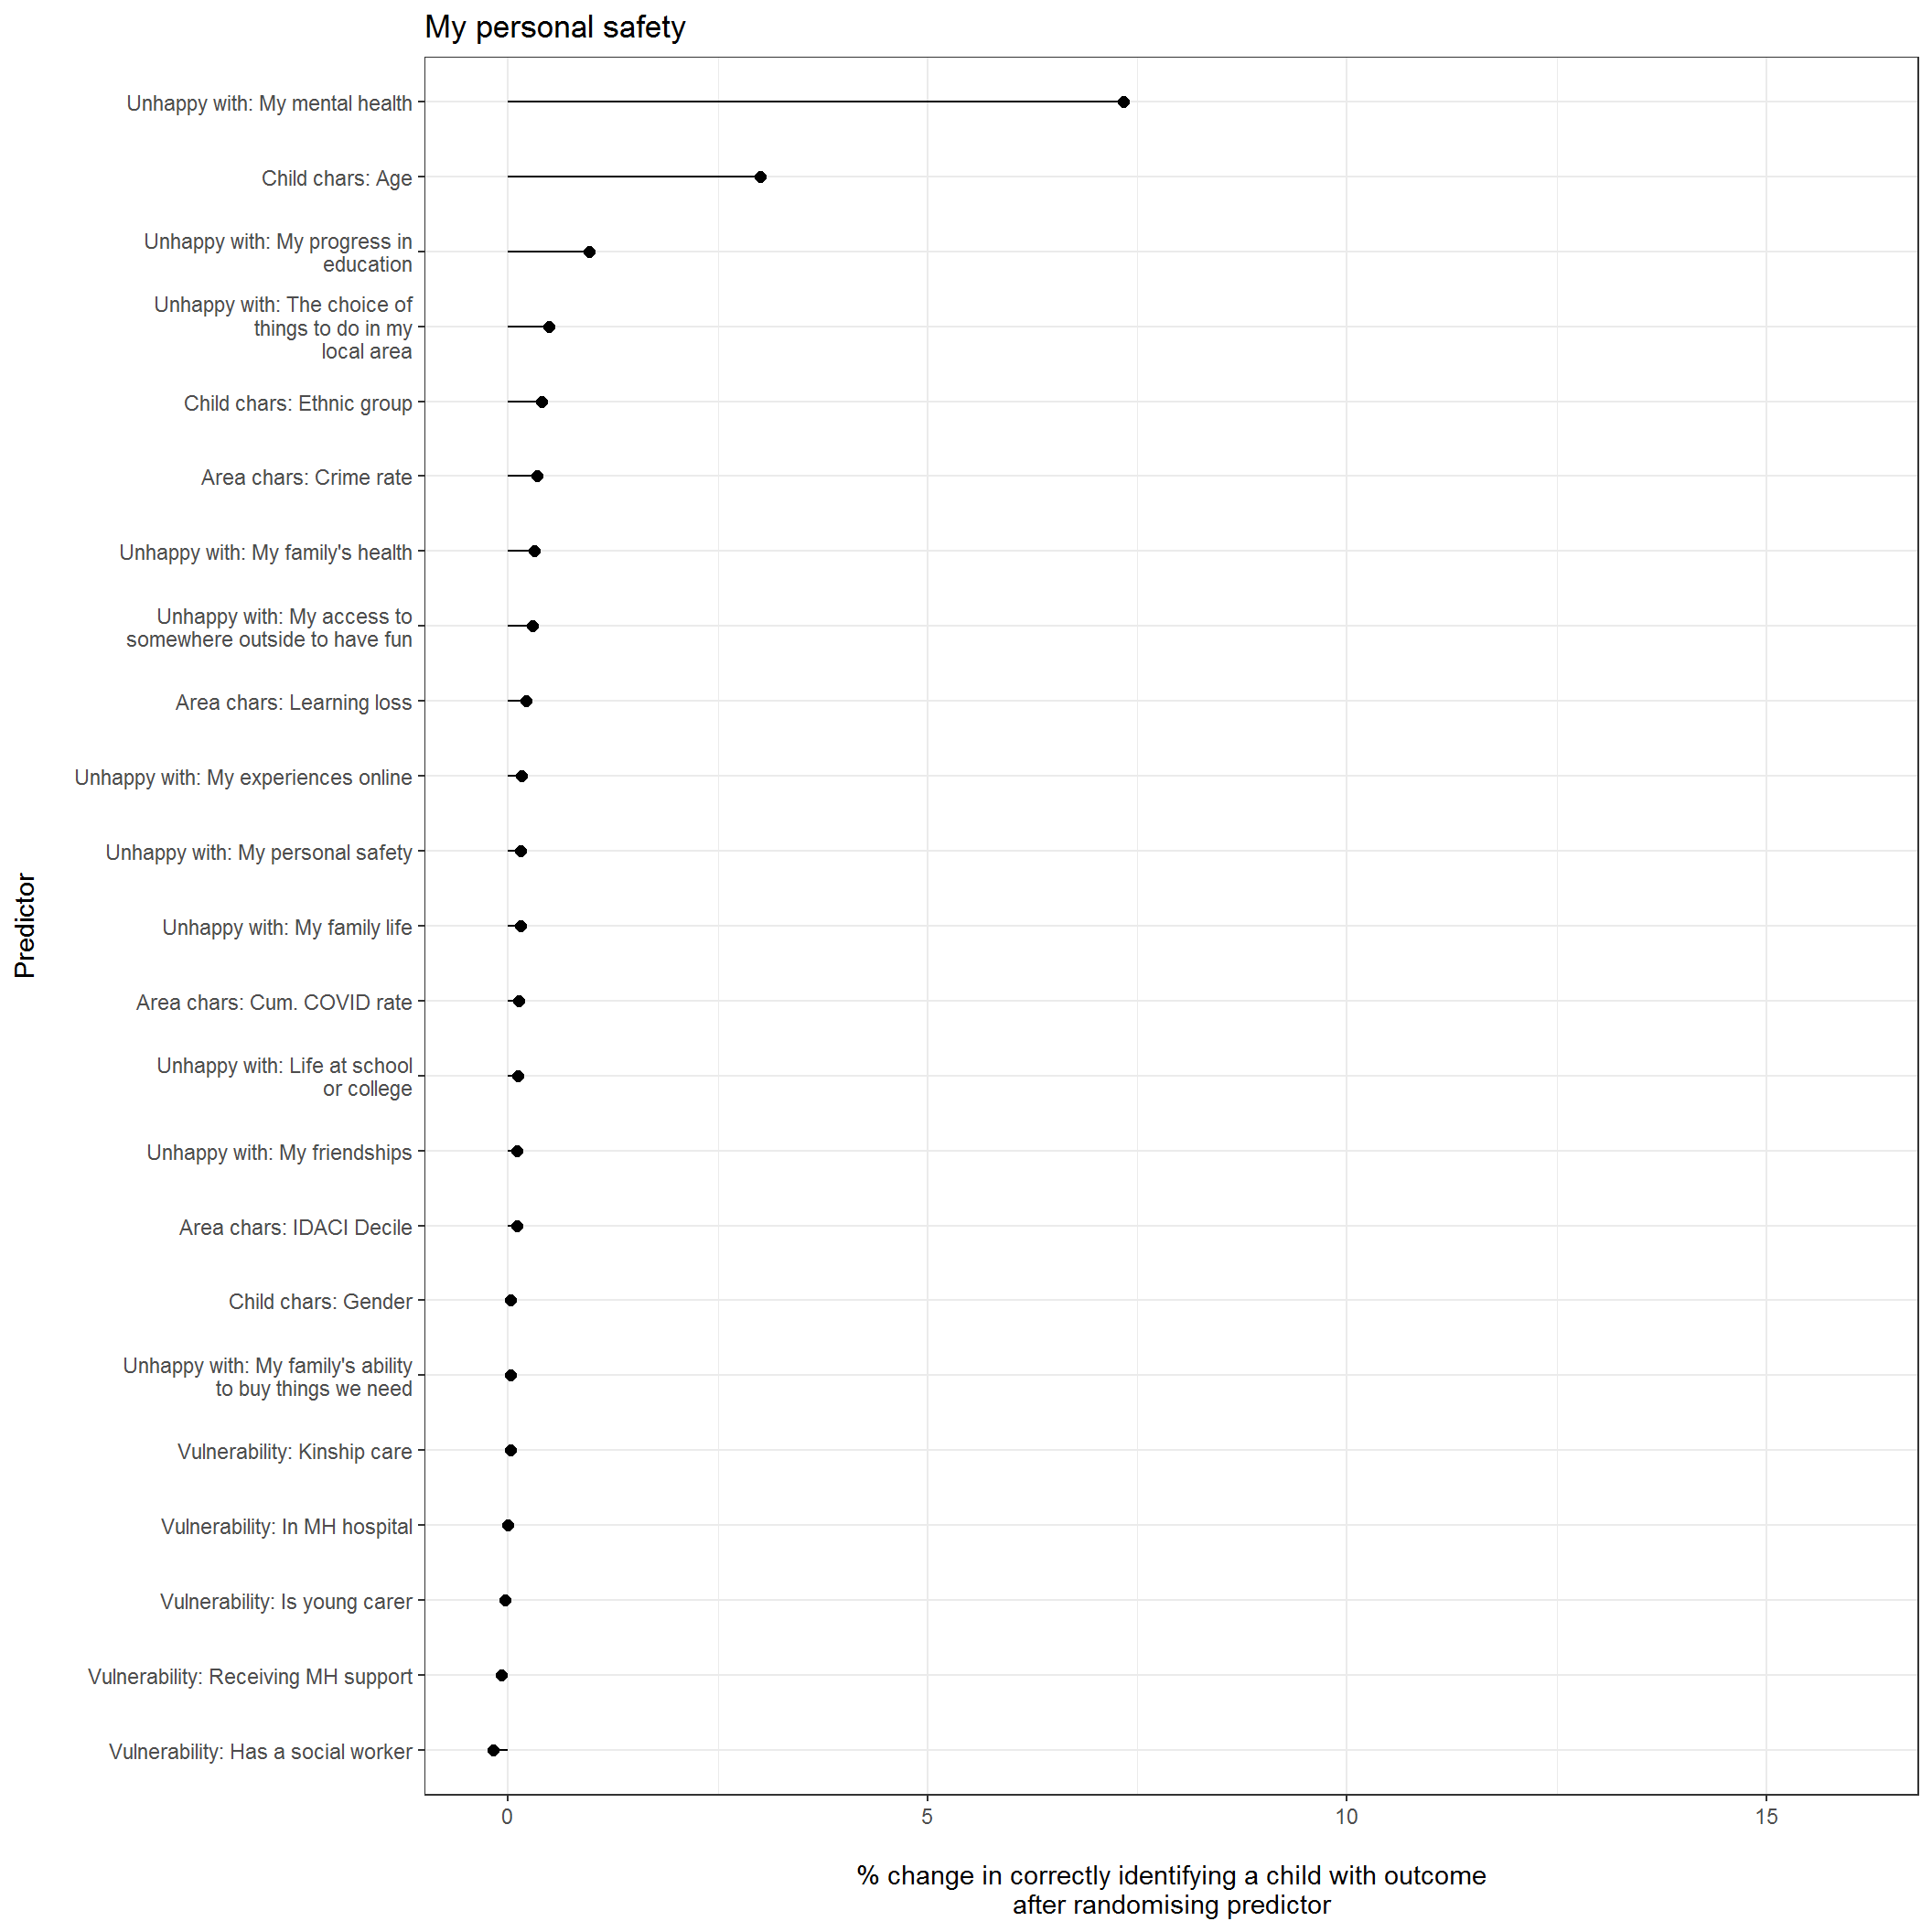 My personal safety
Unhappy with: My mental health
Child chars: Age
Unhappy with: My progress in
education
Unhappy with: The choice of
things to do in my
local area
Child chars: Ethnic group
Area chars: Crime rate
Unhappy with: My family's health
Unhappy with: My access to
somewhere outside to have fun
Area chars: Learning loss
Unhappy with: My experiences online
Unhappy with: My personal safety
Unhappy with: My family life
Area chars: Cum. COVID rate
Unhappy with: Life at school
or college
Unhappy with: My friendships
Area chars: IDACI Decile
Child chars: Gender
Unhappy with: My family's ability
to buy things we need
Vulnerability: Kinship care
Vulnerability: In MH hospital
Vulnerability: Is young carer
Vulnerability: Receiving MH support
Vulnerability: Has a social worker
Predictor
0 5 10 15
% change in correctly identifying a child with outcome
after randomising predictor